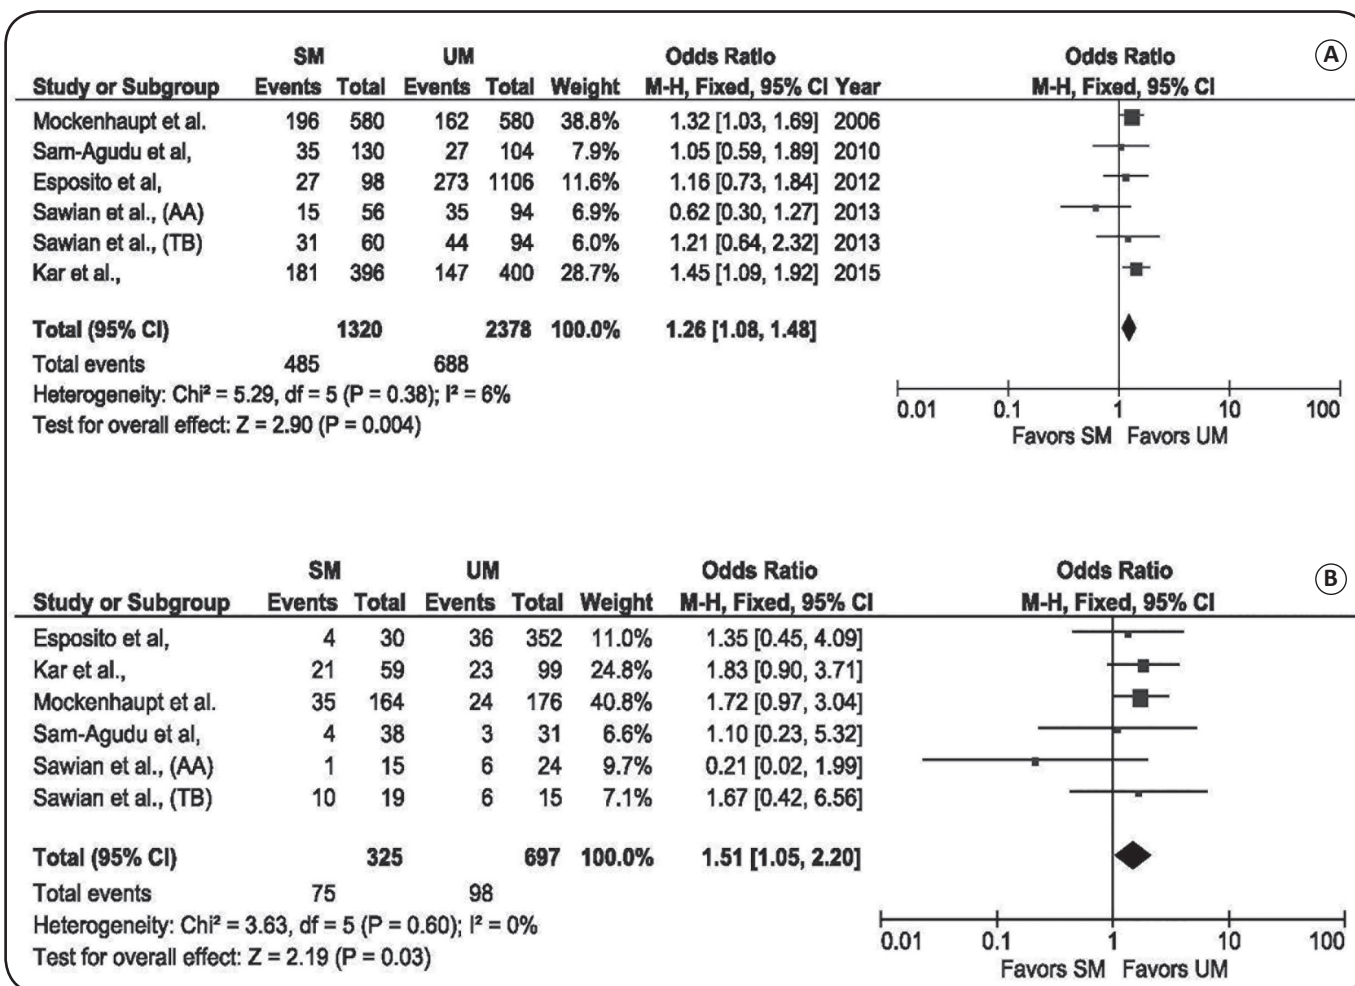 SM UM Odds Ratio Odds Ratio Ⓐ
Study or Subgroup Events Total Events Total Weight M-H, Fixed, 95% CI Year M-H, Fixed, 95% CI
Mockenhaupt et al. 196 580 162 580 38.8% 1.32 [1.03, 1.69] 2006
Sam-Agudu et al, 35 130 27 104 7.9% 1.05 [0.59, 1.89] 2010
Esposito et al, 27 98 273 1106 11.6% 1.16 [0.73, 1.84] 2012
Sawian et al., (AA) 15 56 35 94 6.9% 0.62 [0.30, 1.27] 2013
Sawian et al., (TB) 31 60 44 94 6.0% 1.21 [0.64, 2.32] 2013
Kar et al., 181 396 147 400 28.7% 1.45 [1.09, 1.92] 2015
Total (95% CI) 1320 2378 100.0% 1.26 [1.08, 1.48]
Total events 485 688
Heterogeneity: Chi² = 5.29, df = 5 (P = 0.38); I² = 6%
Test for overall effect: Z = 2.90 (P = 0.004)
0.01 0.1 1 10 100
Favors SM Favors UM
SM UM Odds Ratio Odds Ratio Ⓑ
Study or Subgroup Events Total Events Total Weight M-H, Fixed, 95% CI M-H, Fixed, 95% CI
Esposito et al, 4 30 36 352 11.0% 1.35 [0.45, 4.09]
Kar et al., 21 59 23 99 24.8% 1.83 [0.90, 3.71]
Mockenhaupt et al. 35 164 24 176 40.8% 1.72 [0.97, 3.04]
Sam-Agudu et al, 4 38 3 31 6.6% 1.10 [0.23, 5.32]
Sawian et al., (AA) 1 15 6 24 9.7% 0.21 [0.02, 1.99]
Sawian et al., (TB) 10 19 6 15 7.1% 1.67 [0.42, 6.56]
Total (95% CI) 325 697 100.0% 1.51 [1.05, 2.20]
Total events 75 98
Heterogeneity: Chi² = 3.63, df = 5 (P = 0.60); I² = 0%
Test for overall effect: Z = 2.19 (P = 0.03)
0.01 0.1 1 10 100
Favors SM Favors UM